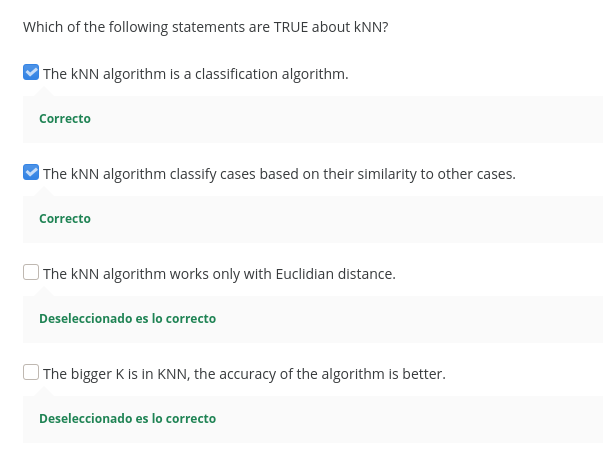 Which of the following statements are TRUE about kNN?
The kNN algorithm is a classification algorithm.
Correcto
The kNN algorithm classify cases based on their similarity to other cases.
Correcto
The kNN algorithm works only with Euclidian distance.
Deseleccionado es lo correcto
The bigger K is in KNN, the accuracy of the algorithm is better.
Deseleccionado es lo correcto